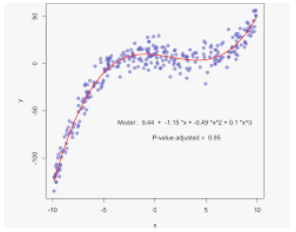 50
0
-50
-100
y
Model : 9.44 + -1.15 *x + -0.49 *x^2 + 0.1 *x^3
P-value adjusted = 0.95
-10
-5
0
5
10
x